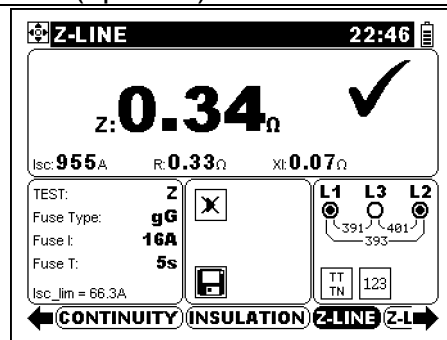 Z-LINE 22:46
Z: 0.34Ω
Isc: 955A R: 0.33Ω Xl: 0.07Ω
TEST: Z
Fuse Type: gG
Fuse I: 16A
Fuse T: 5s
Isc_lim = 66.3A
L1 L3 L2
391 401
393
TT
TN
123
CONTINUITY INSULATION Z-LINE Z-L